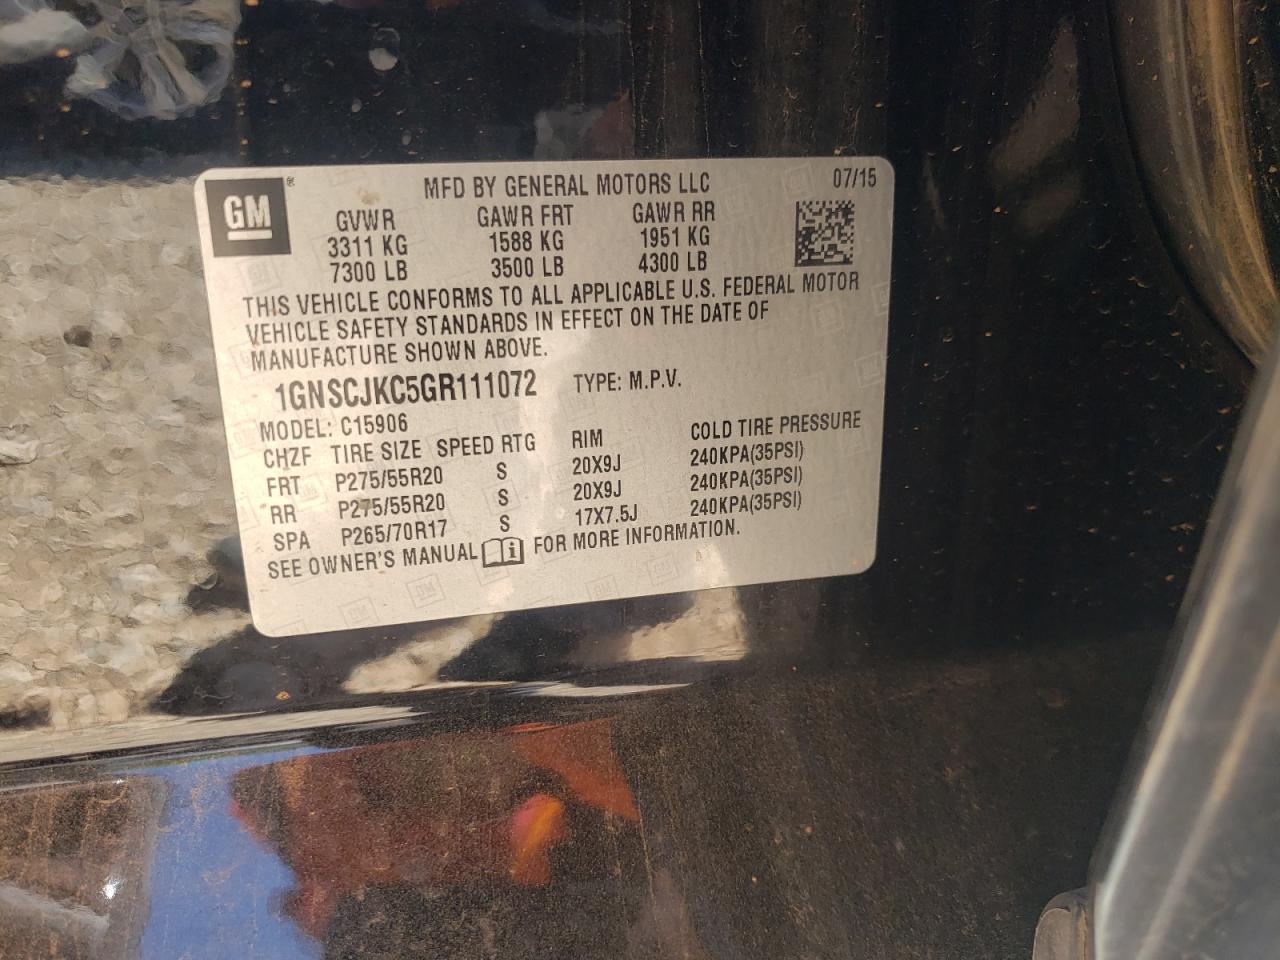 GM
MFD BY GENERAL MOTORS LLC 07/15
GVWR GAWR FRT GAWR RR
3311 KG 1588 KG 1951 KG
7300 LB 3500 LB 4300 LB
THIS VEHICLE CONFORMS TO ALL APPLICABLE U.S. FEDERAL MOTOR
VEHICLE SAFETY STANDARDS IN EFFECT ON THE DATE OF
MANUFACTURE SHOWN ABOVE.
1GNSCJKC5GR111072 TYPE: M.P.V.
MODEL: C15906
CHZF TIRE SIZE SPEED RTG RIM COLD TIRE PRESSURE
FRT P275/55R20 S 20X9J 240KPA(35PSI)
RR P275/55R20 S 20X9J 240KPA(35PSI)
SPA P265/70R17 S 17X7.5J 240KPA(35PSI)
SEE OWNER'S MANUAL i FOR MORE INFORMATION.